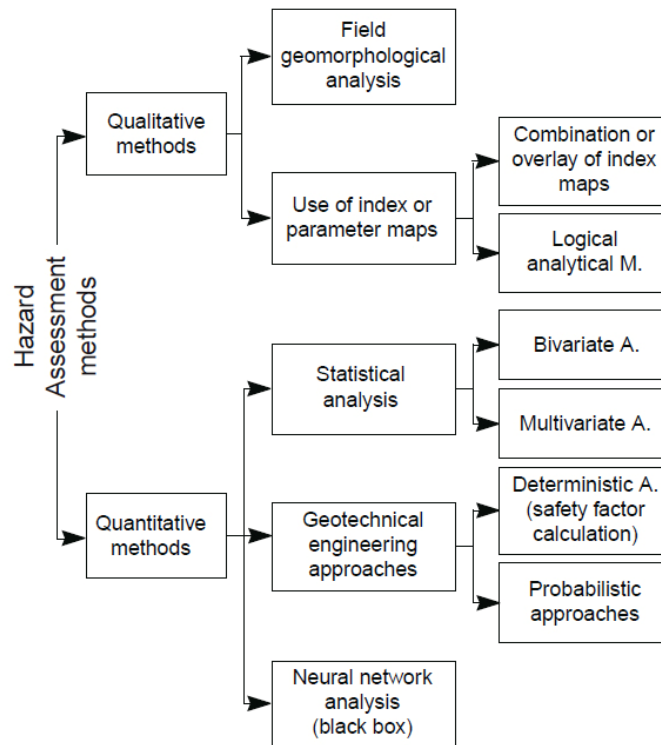 Hazard
Assessment
methods
Qualitative
methods
Field
geomorphological
analysis
Use of index or
parameter maps
Combination or
overlay of index
maps
Logical
analytical M.
Quantitative
methods
Statistical
analysis
Bivariate A.
Multivariate A.
Geotechnical
engineering
approaches
Deterministic A.
(safety factor
calculation)
Probabilistic
approaches
Neural network
analysis
(black box)